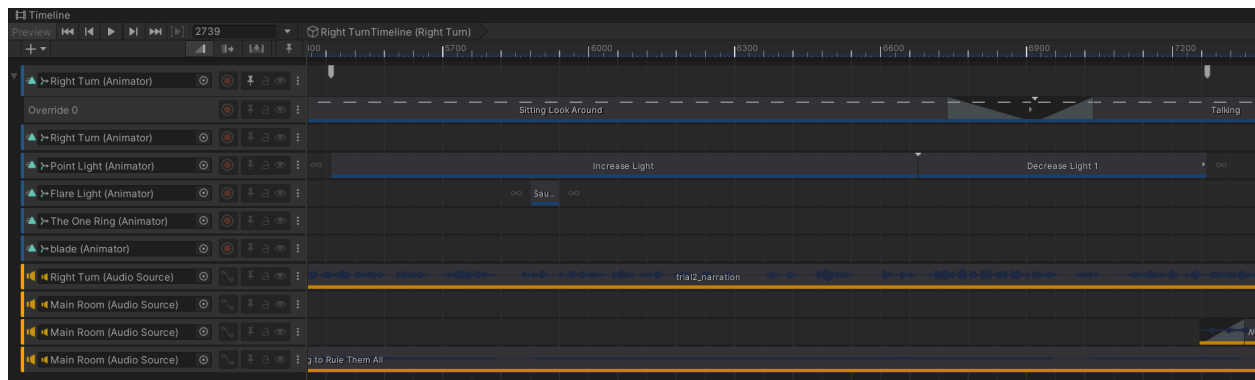 Timeline
Preview 2739 Right TurnTimeline (Right Turn)
00 5700 6000 6300 6600 6900 7200
Right Turn (Animator)
Override 0 Sitting Look Around Talking
Right Turn (Animator)
Point Light (Animator) Increase Light Decrease Light 1
Flare Light (Animator) Sau..
The One Ring (Animator)
blade (Animator)
Right Turn (Audio Source) trial2_narration
Main Room (Audio Source)
Main Room (Audio Source)
Main Room (Audio Source) g to Rule Them All